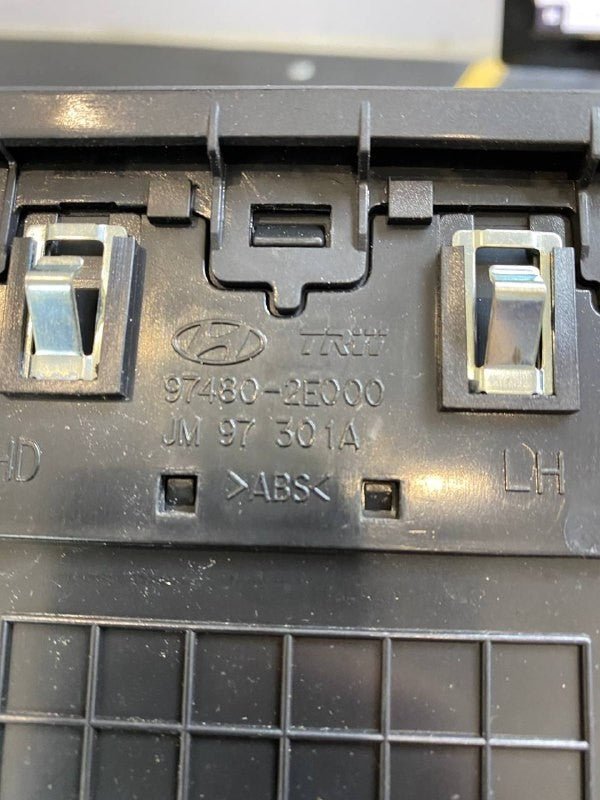 TRW
97480-2E000
JM 97 301A
HD
LH
>ABS<